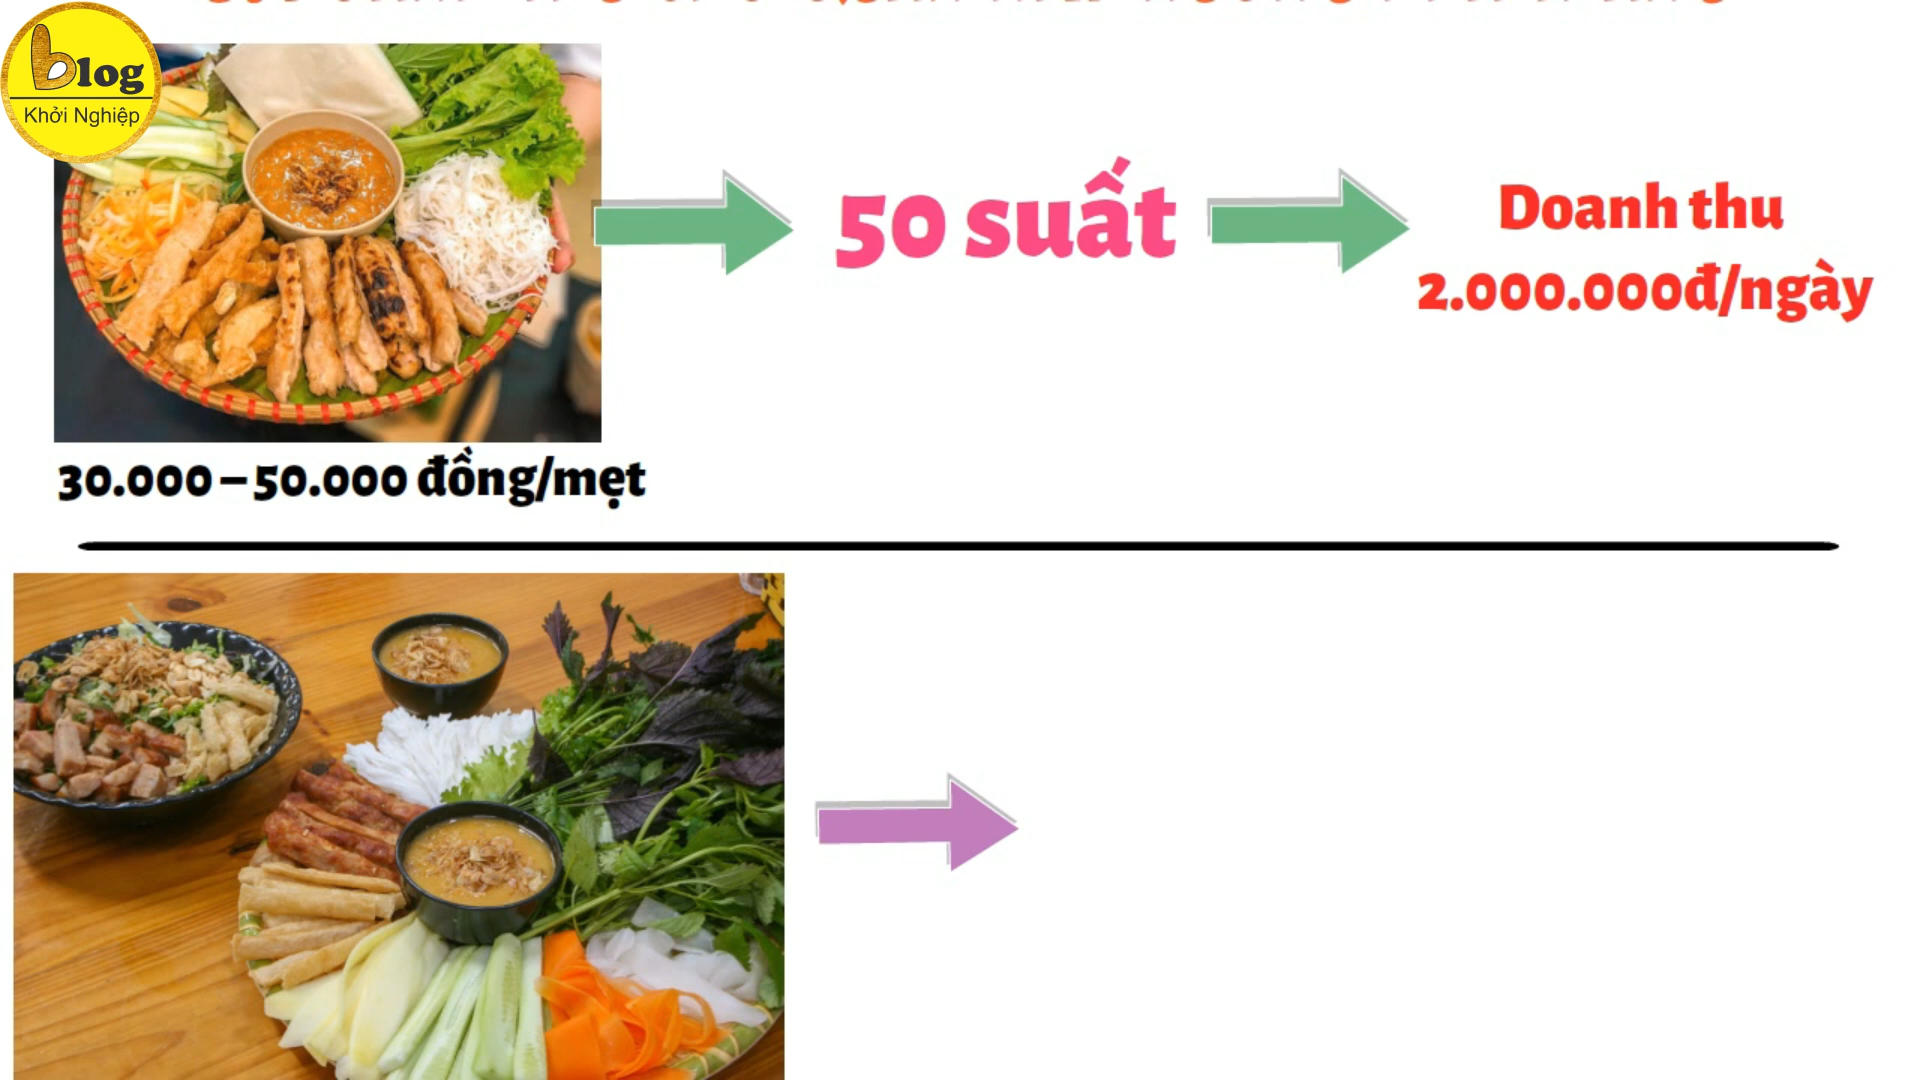 blog
Khởi Nghiệp
50 suất
Doanh thu
2.000.000đ/ngày
30.000 – 50.000 đồng/mẹt